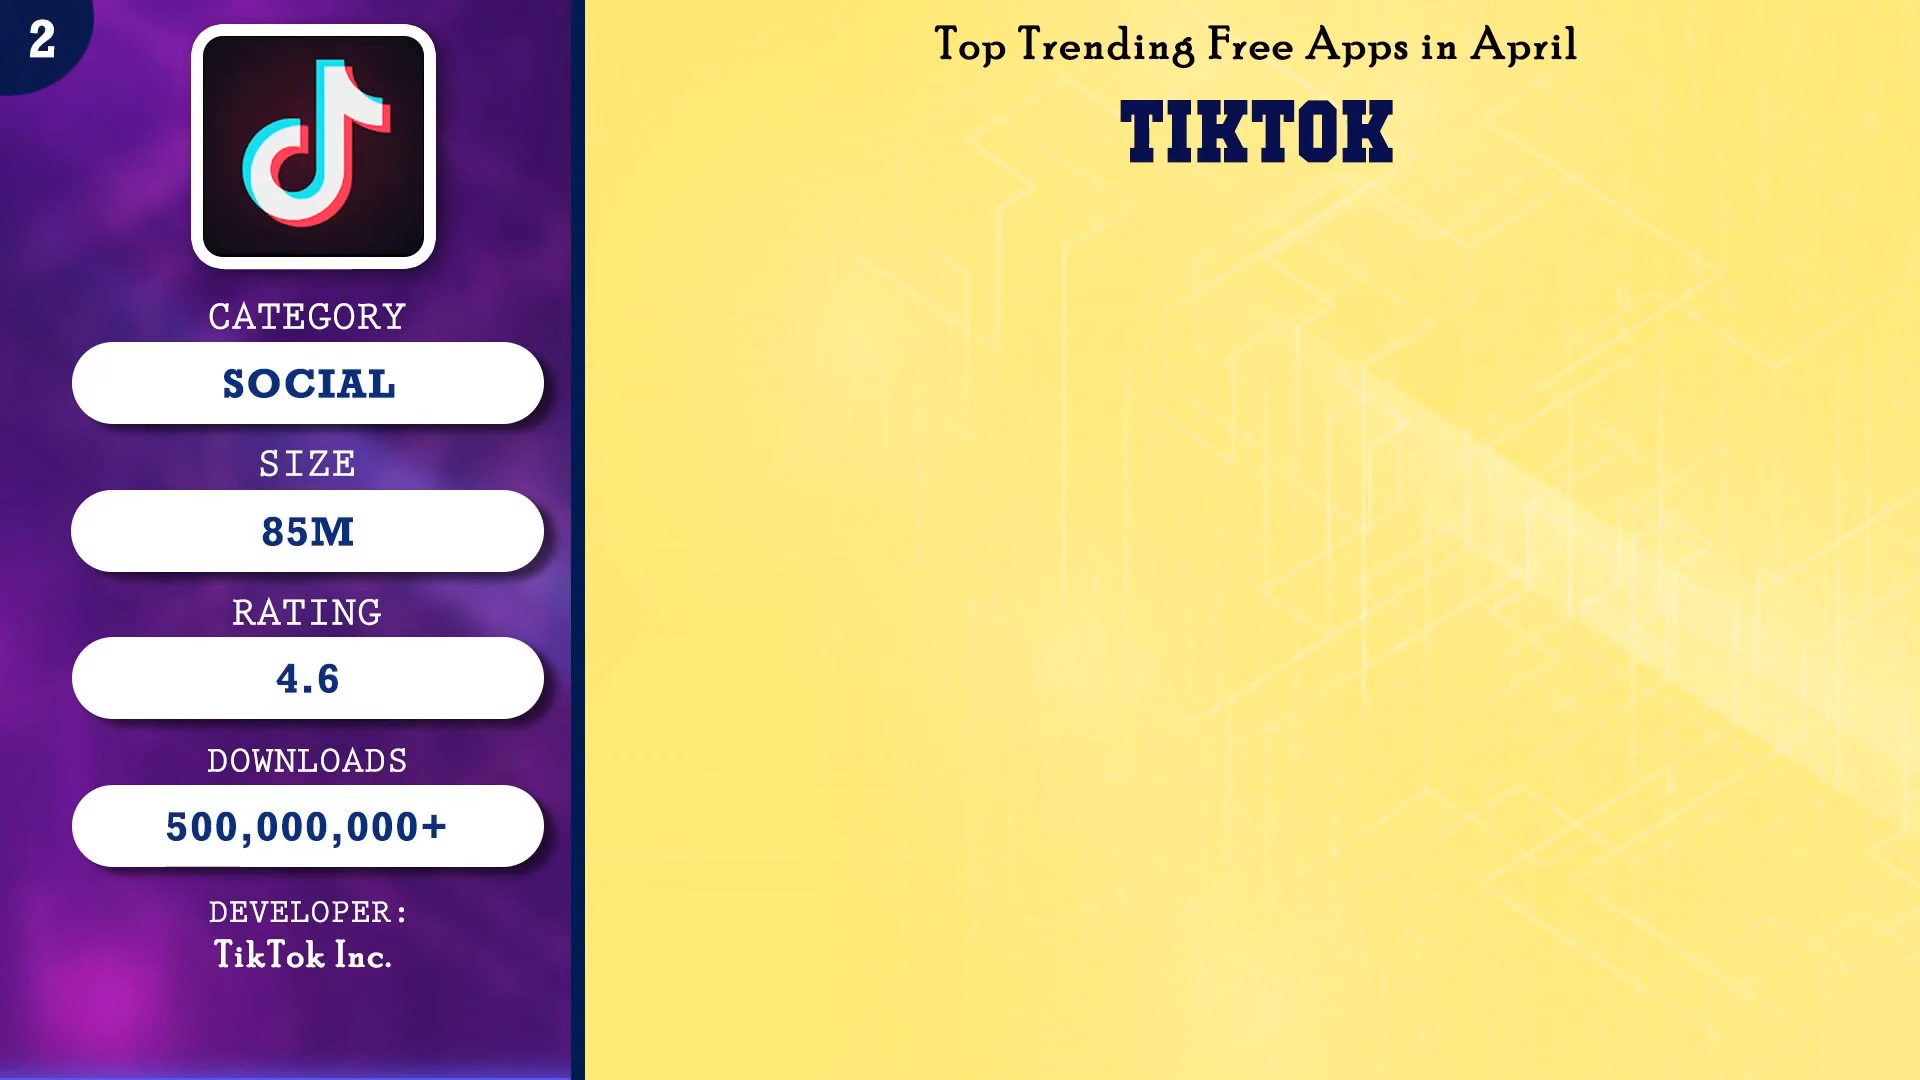 2
CATEGORY
SOCIAL
SIZE
85M
RATING
4.6
DOWNLOADS
500,000,000+
DEVELOPER:
TikTok Inc.
Top Trending Free Apps in April
TIKTOK